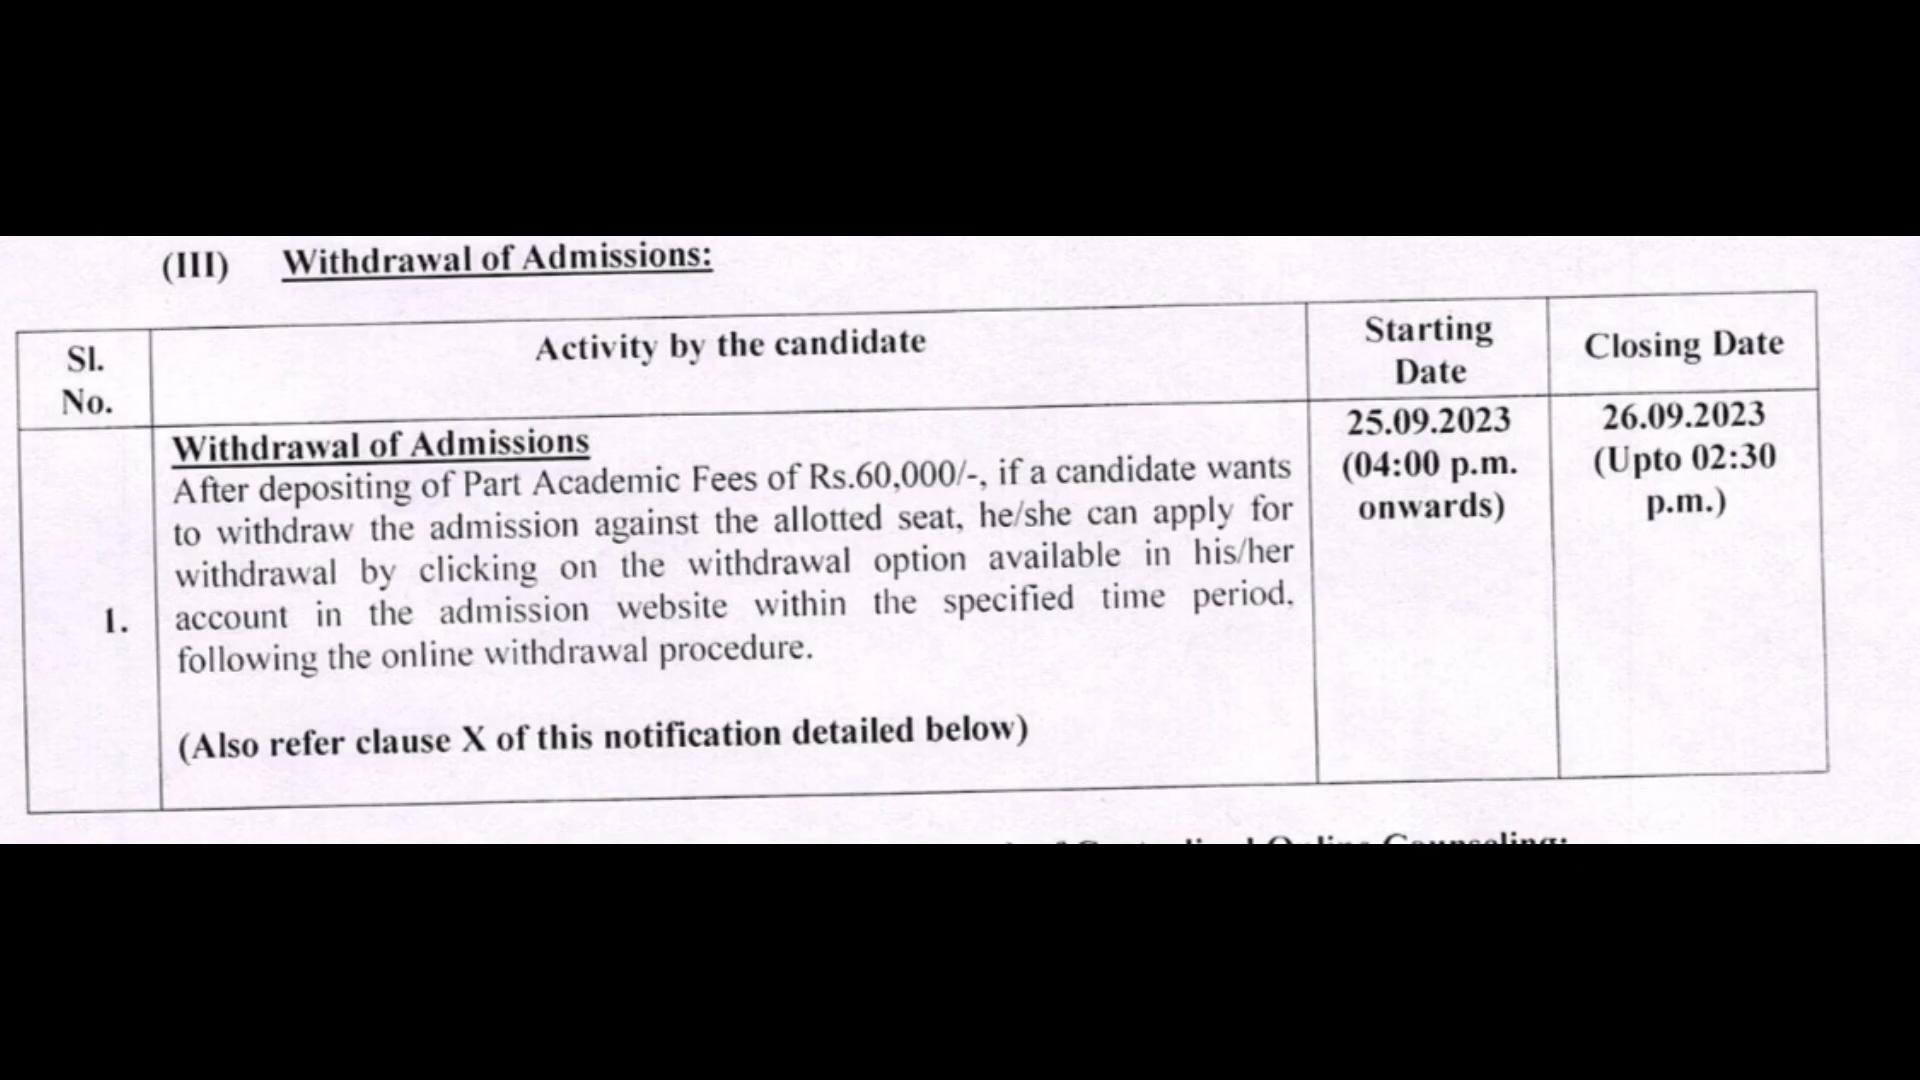 (III) Withdrawal of Admissions:
Sl.
No.
Activity by the candidate
Starting
Date
Closing Date
1.
Withdrawal of Admissions
After depositing of Part Academic Fees of Rs.60,000/-, if a candidate wants
to withdraw the admission against the allotted seat, he/she can apply for
withdrawal by clicking on the withdrawal option available in his/her
account in the admission website within the specified time period,
following the online withdrawal procedure.
(Also refer clause X of this notification detailed below)
25.09.2023
(04:00 p.m.
onwards)
26.09.2023
(Upto 02:30
p.m.)
Online Counseling: